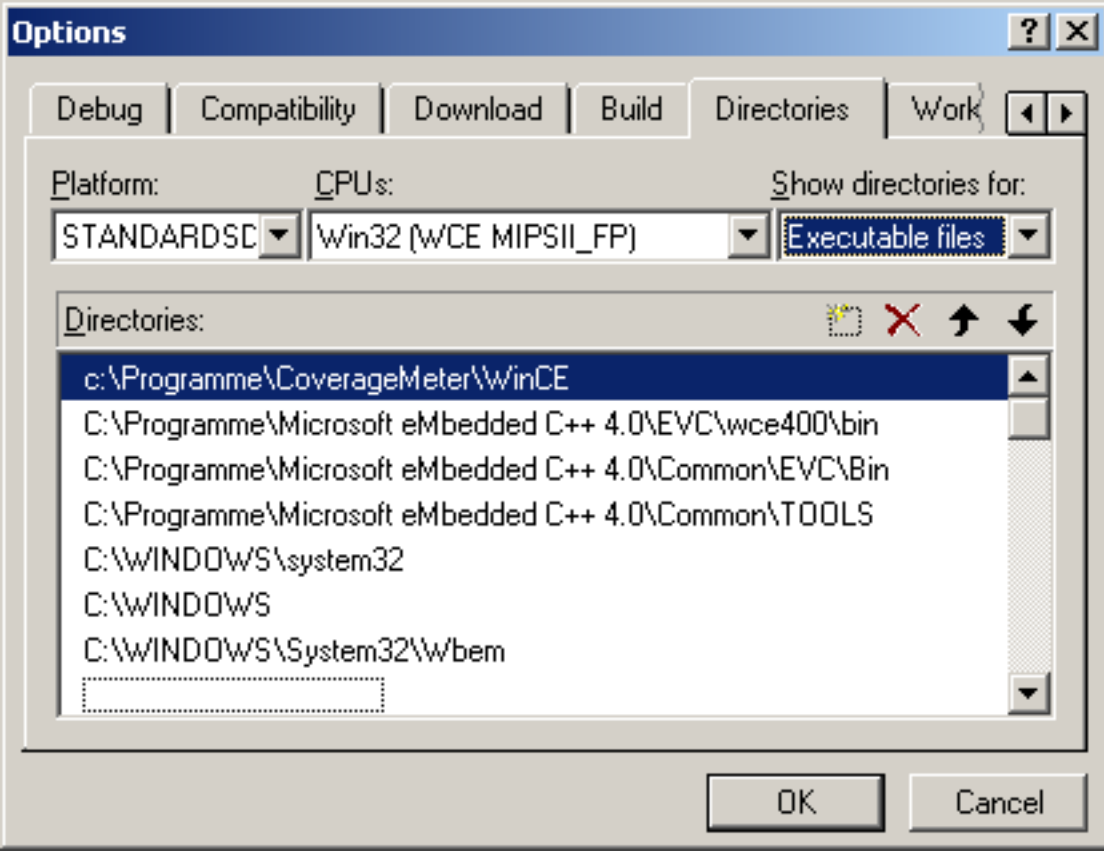 Options
Debug Compatibility Download Build Directories Work
Platform: CPUs: Show directories for:
STANDARDSD Win32 (WCE MIPSII_FP) Executable files
Directories:
c:\Programme\CoverageMeter\WinCE
C:\Programme\Microsoft eMbedded C++ 4.0\EVC\wce400\bin
C:\Programme\Microsoft eMbedded C++ 4.0\Common\EVC\Bin
C:\Programme\Microsoft eMbedded C++ 4.0\Common\TOOLS
C:\WINDOWS\system32
C:\WINDOWS
C:\WINDOWS\System32\Wbem
OK Cancel